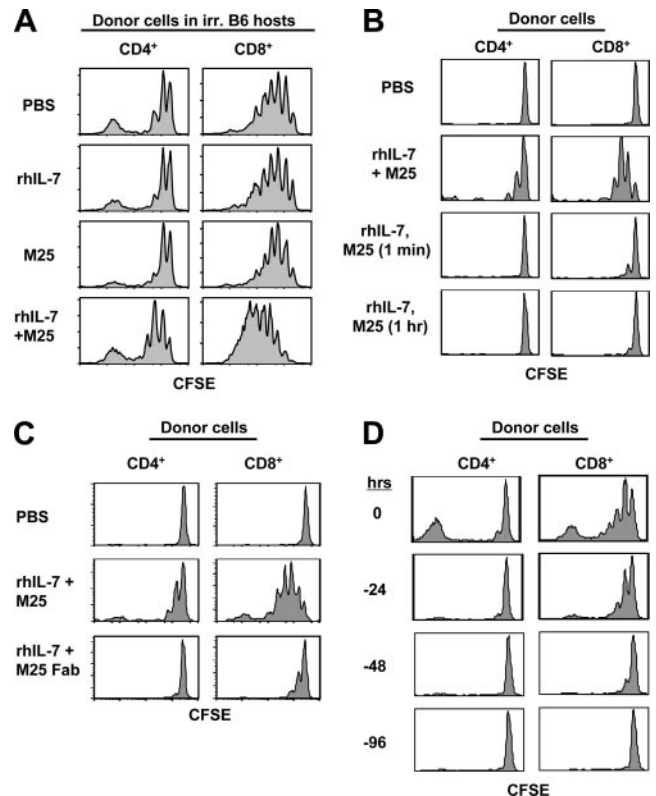 A
Donor cells in irr. B6 hosts
CD4+ CD8+
PBS
rhIL-7
M25
rhIL-7
+M25
CFSE
B
Donor cells
CD4+ CD8+
PBS
rhIL-7
+ M25
rhIL-7,
M25 (1 min)
rhIL-7,
M25 (1 hr)
CFSE
C
Donor cells
CD4+ CD8+
PBS
rhIL-7 +
M25
rhIL-7 +
M25 Fab
CFSE
D
Donor cells
hrs CD4+ CD8+
0
-24
-48
-96
CFSE